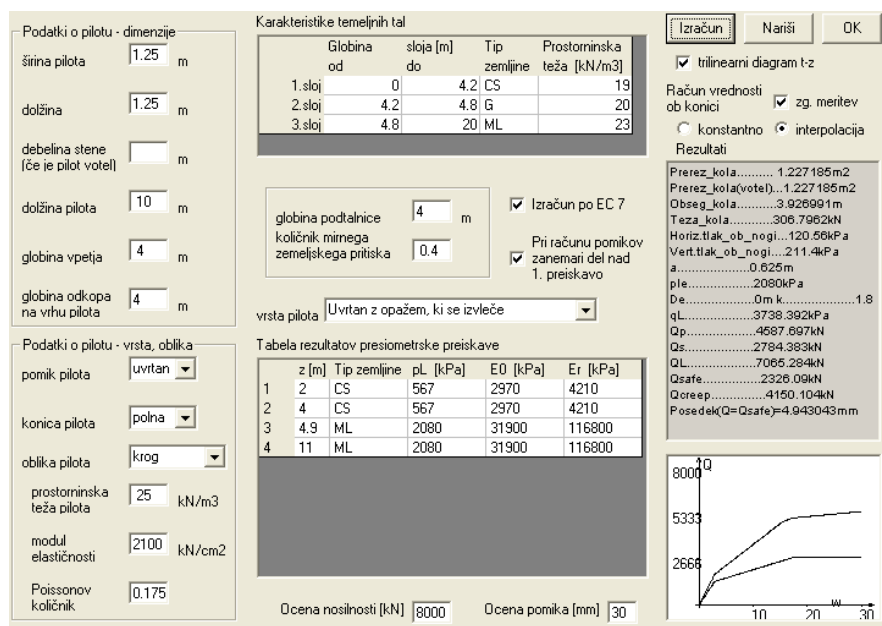 Podatki o pilotu - dimenzije
širina pilota 1.25 m
dolžina 1.25 m
debelina stene
(če je pilot votel) m
dolžina pilota 10 m
globina vpetja 4 m
globina odkopa
na vrhu pilota 4 m
Podatki o pilotu - vrsta, oblika
pomik pilota uvrtan
konica pilota polna
oblika pilota krog
prostorninska
teža pilota 25 kN/m3
modul
elastičnosti 2100 kN/cm2
Poissonov
količnik 0.175
Karakteristike temeljnih tal
Globina sloja [m] Tip Prostorninska
od do zemljine teža [kN/m3]
1.sloj 0 4.2 CS 19
2.sloj 4.2 4.8 G 20
3.sloj 4.8 20 ML 23
globina podtalnice 4 m
količnik mirnega
zemeljskega pritiska 0.4
Izračun po EC 7
Pri računu pomikov
zanemari del nad
1. preiskavo
vrsta pilota Uvrtan z opažem, ki se izvleče
Tabela rezultatov presiometrske preiskave
z [m] Tip zemljine pL [kPa] E0 [kPa] Er [kPa]
1 2 CS 567 2970 4210
2 4 CS 567 2970 4210
3 4.9 ML 2080 31900 116800
4 11 ML 2080 31900 116800
Ocena nosilnosti [kN] 8000 Ocena pomika [mm] 30
Izračun Nariši OK
trilinearni diagram t-z
Račun vrednosti
ob konici zg. meritev
konstantno interpolacija
Rezultati
Prerez_kola.......... 1.227185m2
Prerez_kola(votel)...1.227185m2
Obseg_kola............3.926991m
Teza_kola............306.7962kN
Horiz.tlak_ob_nogi...120.56kPa
Vert.tlak_ob_nogi....211.4kPa
a....................0.625m
ple..................2080kPa
De...................0m k....................1.8
qL...................3738.392kPa
Qp...................4587.697kN
Qs...................2784.383kN
QL...................7065.284kN
Qsafe................2326.09kN
Qcreep...............4150.104kN
Posedek(Q=Qsafe)=4.943043mm
Q
8000
5333
2666
w
10 20 30